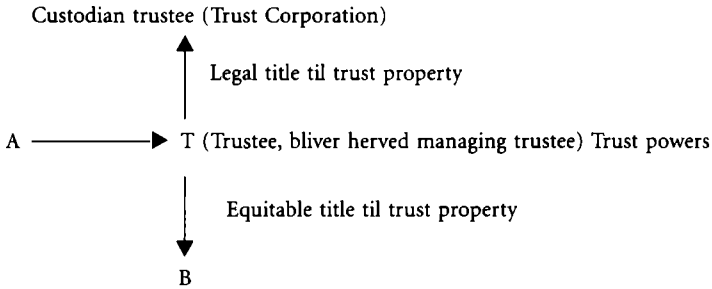 Custodian trustee (Trust Corporation)
Legal title til trust property
A T (Trustee, bliver herved managing trustee) Trust powers
Equitable title til trust property
B